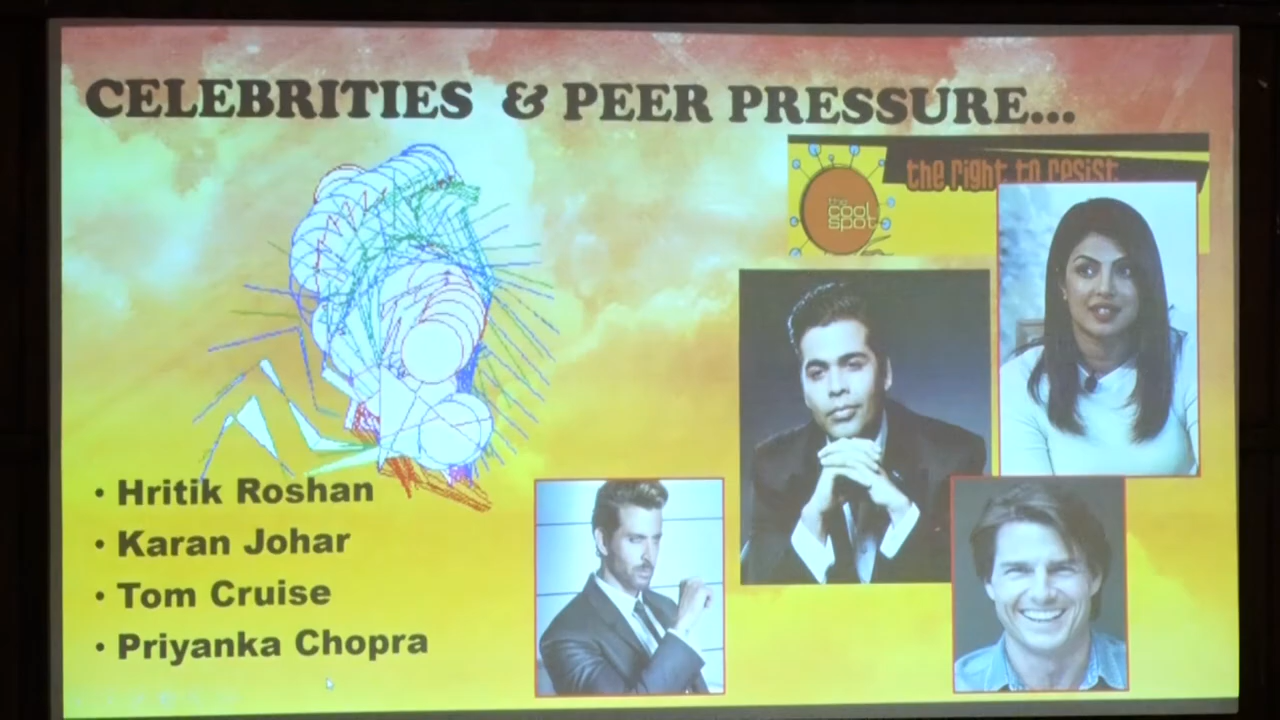 CELEBRITIES & PEER PRESSURE...
the right to resist
the
cool
spot
• Hritik Roshan
• Karan Johar
• Tom Cruise
• Priyanka Chopra